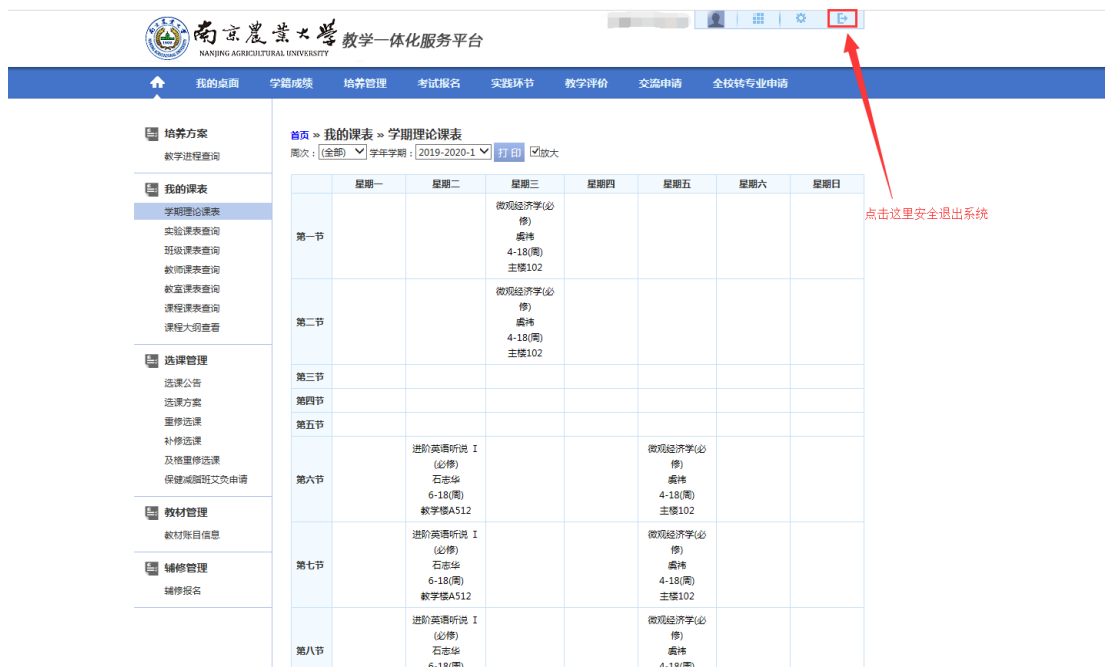 南京農業大學
NANJING AGRICULTURAL UNIVERSITY
教学一体化服务平台
我的桌面 学籍成绩 培养管理 考试报名 实践环节 教学评价 交流申请 全校转专业申请
培养方案
教学进程查询
我的课表
学期理论课表
实验课表查询
班级课表查询
教师课表查询
教室课表查询
课程课表查询
课程大纲查看
选课管理
选课公告
选课方案
重修选课
补修选课
及格重修选课
保健减脂班艾灸申请
教材管理
教材账目信息
辅修管理
辅修报名
首页 » 我的课表 » 学期理论课表
周次：(全部) 学年学期：2019-2020-1 打 印 放大
星期一 星期二 星期三 星期四 星期五 星期六 星期日
第一节
微观经济学(必
修)
虞祎
4-18(周)
主楼102
第二节
微观经济学(必
修)
虞祎
4-18(周)
主楼102
第三节
第四节
第五节
第六节
进阶英语听说 I
(必修)
石志华
6-18(周)
教学楼A512
微观经济学(必
修)
虞祎
4-18(周)
主楼102
第七节
进阶英语听说 I
(必修)
石志华
6-18(周)
教学楼A512
微观经济学(必
修)
虞祎
4-18(周)
主楼102
第八节
进阶英语听说 I
(必修)
石志华
6-18(周)
微观经济学(必
修)
虞祎
4-18(周)
点击这里安全退出系统